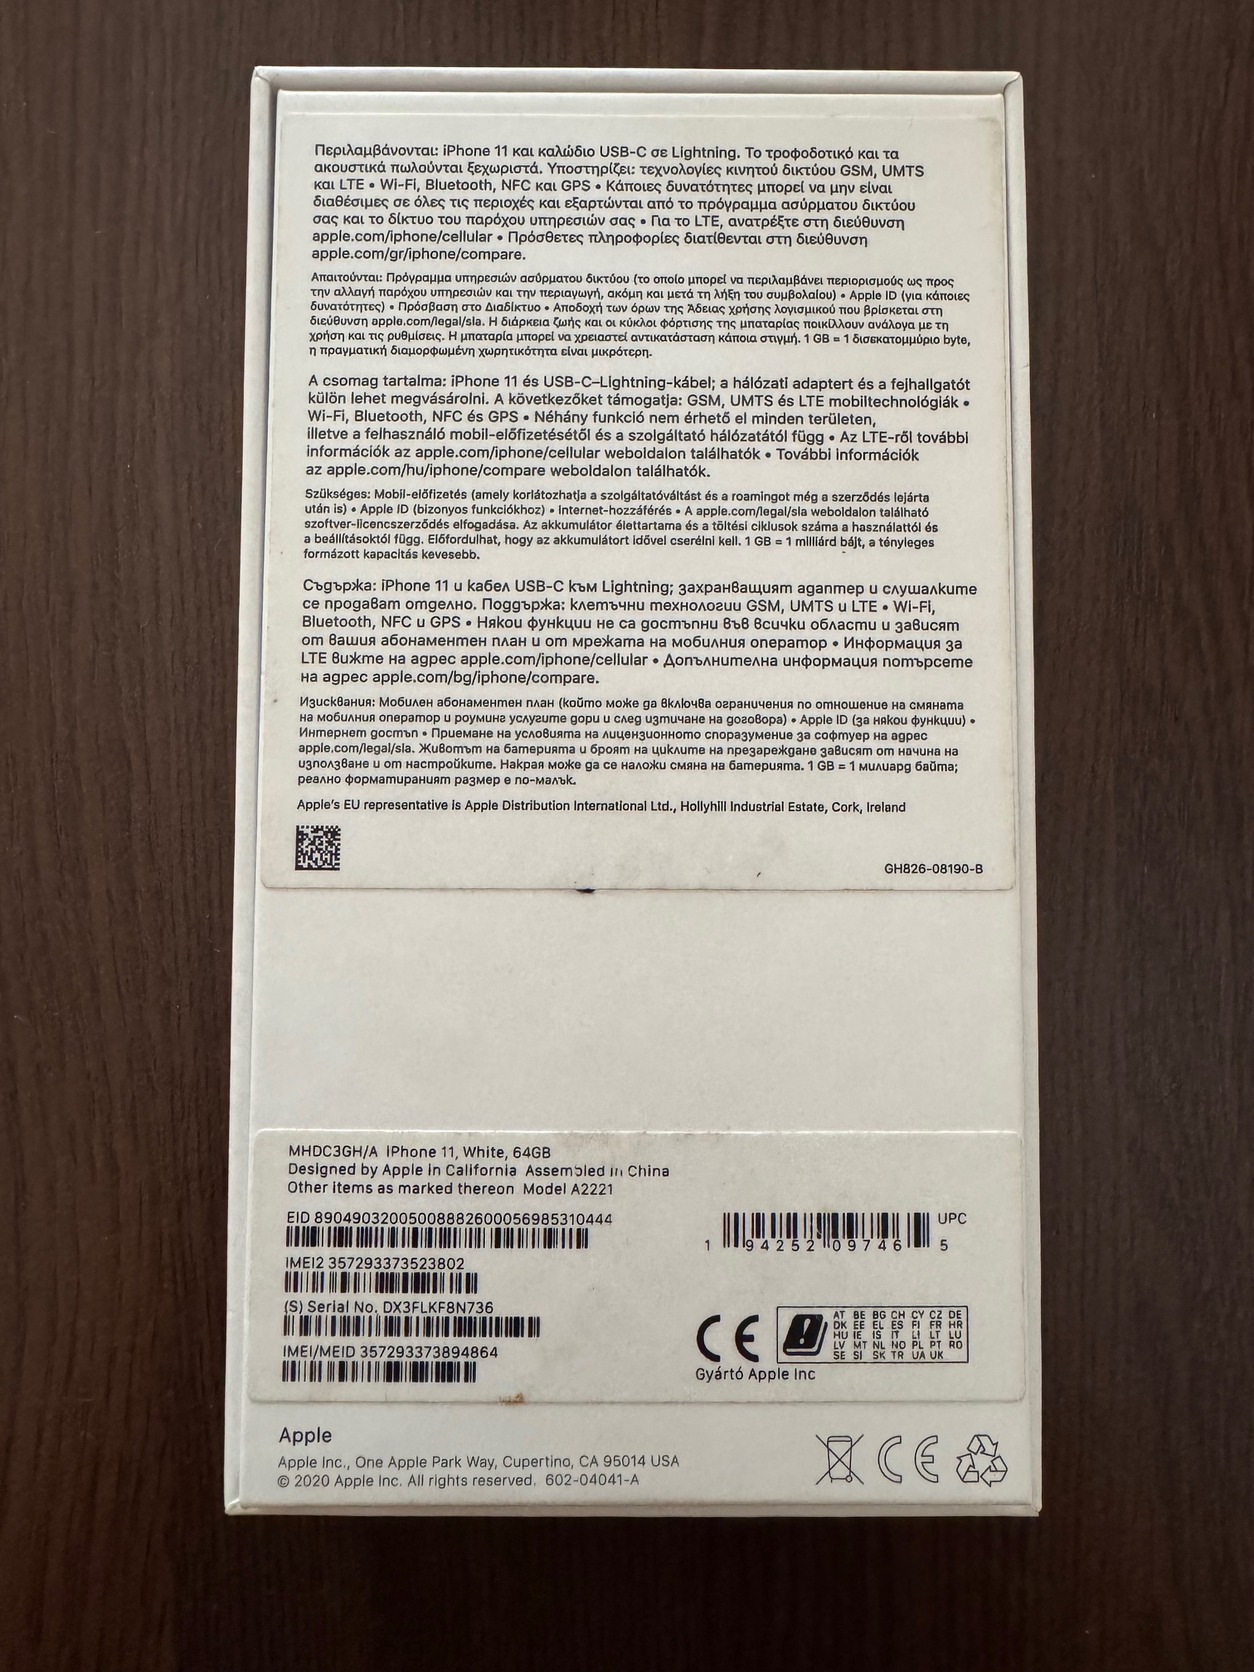 Περιλαμβάνονται: iPhone 11 και καλώδιο USB-C σε Lightning. Το τροφοδοτικό και τα
ακουστικά πωλούνται ξεχωριστά. Υποστηρίζει: τεχνολογίες κινητού δικτύου GSM, UMTS
και LTE • Wi-Fi, Bluetooth, NFC και GPS • Κάποιες δυνατότητες μπορεί να μην είναι
διαθέσιμες σε όλες τις περιοχές και εξαρτώνται από το πρόγραμμα ασύρματου δικτύου
σας και το δίκτυο του παρόχου υπηρεσιών σας • Για το LTE, ανατρέξτε στη διεύθυνση
apple.com/iphone/cellular • Πρόσθετες πληροφορίες διατίθενται στη διεύθυνση
apple.com/gr/iphone/compare.
Απαιτούνται: Πρόγραμμα υπηρεσιών ασύρματου δικτύου (το οποίο μπορεί να περιλαμβάνει περιορισμούς ως προς
την αλλαγή παρόχου υπηρεσιών και την περιαγωγή, ακόμη και μετά τη λήξη του συμβολαίου) • Apple ID (για κάποιες
δυνατότητες) • Πρόσβαση στο Διαδίκτυο • Αποδοχή των όρων της Άδειας χρήσης λογισμικού που βρίσκεται στη
διεύθυνση apple.com/legal/sla. Η διάρκεια ζωής και οι κύκλοι φόρτισης της μπαταρίας ποικίλλουν ανάλογα με τη
χρήση και τις ρυθμίσεις. Η μπαταρία μπορεί να χρειαστεί αντικατάσταση κάποια στιγμή. 1 GB = 1 δισεκατομμύριο byte,
η πραγματική διαμορφωμένη χωρητικότητα είναι μικρότερη.
A csomag tartalma: iPhone 11 és USB-C–Lightning-kábel; a hálózati adaptert és a fejhallgatót
külön lehet megvásárolni. A következőket támogatja: GSM, UMTS és LTE mobiltechnológiák •
Wi-Fi, Bluetooth, NFC és GPS • Néhány funkció nem érhető el minden területen,
illetve a felhasználó mobil-előfizetésétől és a szolgáltató hálózatától függ • Az LTE-ről további
információk az apple.com/iphone/cellular weboldalon találhatók • További információk
az apple.com/hu/iphone/compare weboldalon találhatók.
Szükséges: Mobil-előfizetés (amely korlátozhatja a szolgáltatóváltást és a roamingot még a szerződés lejárta
után is) • Apple ID (bizonyos funkciókhoz) • Internet-hozzáférés • A apple.com/legal/sla weboldalon található
szoftver-licencszerződés elfogadása. Az akkumulátor élettartama és a töltési ciklusok száma a használattól és
a beállításoktól függ. Előfordulhat, hogy az akkumulátort idővel cserélni kell. 1 GB = 1 milliárd bájt, a tényleges
formázott kapacitás kevesebb.
Съдържа: iPhone 11 и кабел USB-C към Lightning; захранващият адаптер и слушалките
се продават отделно. Поддържа: клетъчни технологии GSM, UMTS и LTE • Wi-Fi,
Bluetooth, NFC и GPS • Някои функции не са достъпни във всички области и зависят
от вашия абонаментен план и от мрежата на мобилния оператор • Информация за
LTE вижте на адрес apple.com/iphone/cellular • Допълнителна информация потърсете
на адрес apple.com/bg/iphone/compare.
Изисквания: Мобилен абонаментен план (който може да включва ограничения по отношение на смяната
на мобилния оператор и роуминг услугите дори и след изтичане на договора) • Apple ID (за някои функции) •
Интернет достъп • Приемане на условията на лицензионното споразумение за софтуер на адрес
apple.com/legal/sla. Животът на батерията и броят на циклите на презареждане зависят от начина на
използване и от настройките. Накрая може да се наложи смяна на батерията. 1 GB = 1 милиард байта;
реално форматираният размер е по-малък.
Apple's EU representative is Apple Distribution International Ltd., Hollyhill Industrial Estate, Cork, Ireland
GH826-08190-B
MHDC3GH/A iPhone 11, White, 64GB
Designed by Apple in California Assembled in China
Other items as marked thereon Model A2221
EID 89049032005008882600056985310444
UPC
1 94252 09746 5
IMEI2 357293373523802
(S) Serial No. DX3FLKF8N736
IMEI/MEID 357293373894864
AT BE BG CH CY CZ DE
DK EE EL ES FI FR HR
HU IE IS IT LI LT LU
LV MT NL NO PL PT RO
SE SI SK TR UA UK
CE
Gyártó Apple Inc
Apple
Apple Inc., One Apple Park Way, Cupertino, CA 95014 USA
© 2020 Apple Inc. All rights reserved. 602-04041-A
CE